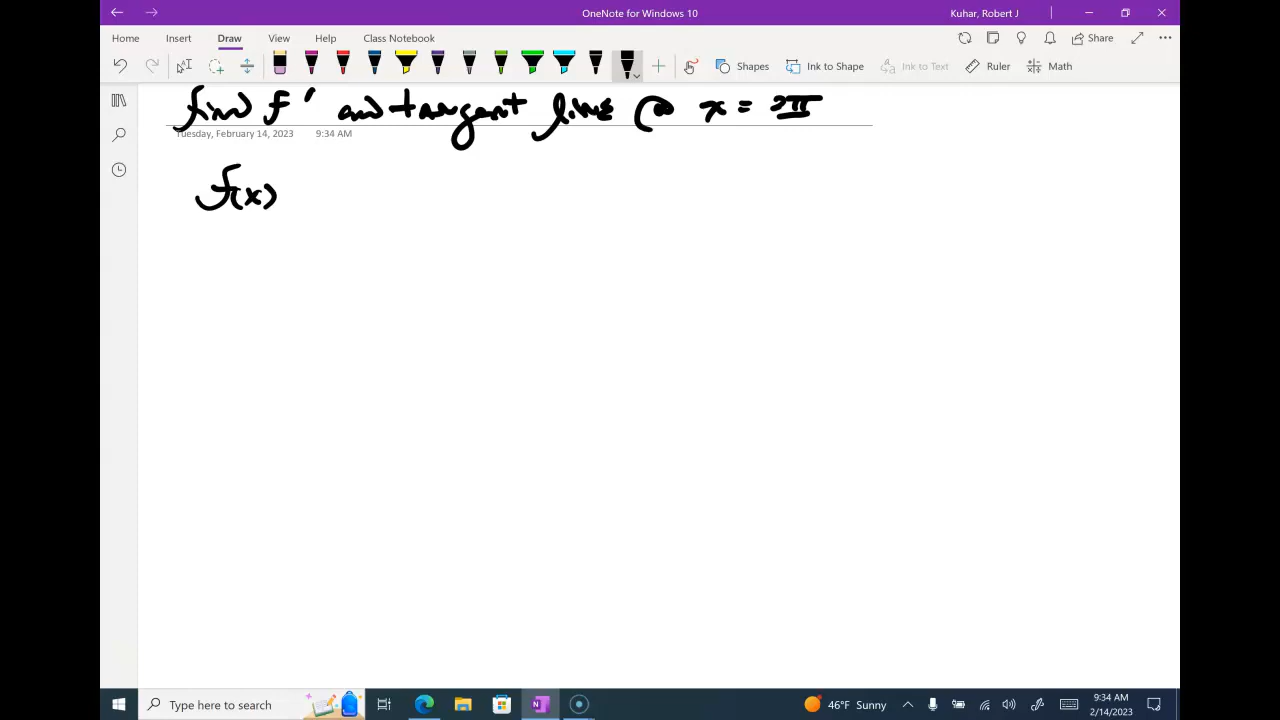 OneNote for Windows 10
Kuhar, Robert J
Home Insert Draw View Help Class Notebook
Share
Shapes Ink to Shape Ink to Text Ruler Math
find f' and tangent line @ x = 2π
Tuesday, February 14, 2023 9:34 AM
f(x)
Type here to search
46°F Sunny
9:34 AM
2/14/2023